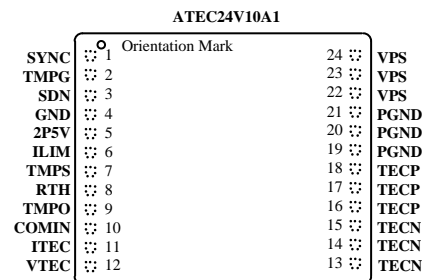 ATEC24V10A1
Orientation Mark
SYNC 1 24 VPS
TMPG 2 23 VPS
SDN 3 22 VPS
GND 4 21 PGND
2P5V 5 20 PGND
ILIM 6 19 PGND
TMPS 7 18 TECP
RTH 8 17 TECP
TMPO 9 16 TECP
COMIN 10 15 TECN
ITEC 11 14 TECN
VTEC 12 13 TECN